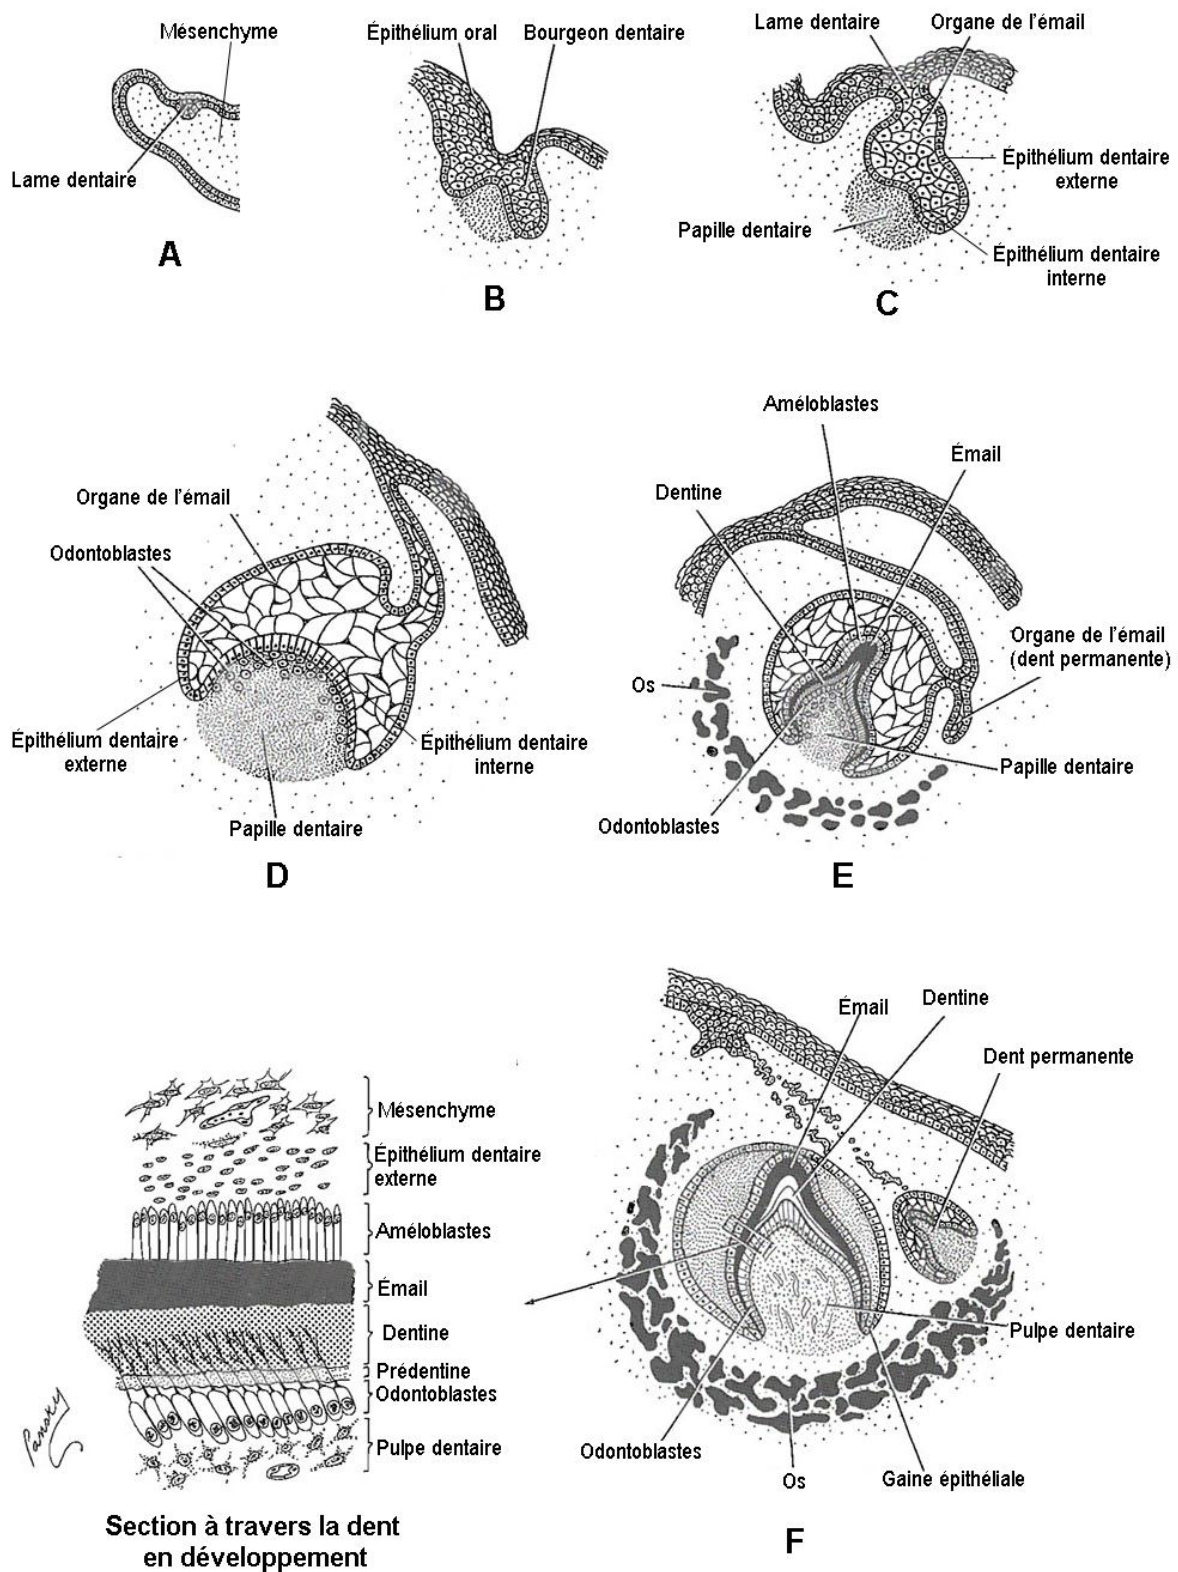 Mésenchyme
Lame dentaire
A
Épithélium oral
Bourgeon dentaire
B
Lame dentaire
Organe de l'émail
Épithélium dentaire
externe
Papille dentaire
Épithélium dentaire
interne
C
Organe de l'émail
Odontoblastes
Épithélium dentaire
externe
Épithélium dentaire
interne
Papille dentaire
D
Améloblastes
Émail
Dentine
Organe de l'émail
(dent permanente)
Os
Papille dentaire
Odontoblastes
E
Mésenchyme
Épithélium dentaire
externe
Améloblastes
Émail
Dentine
Prédentine
Odontoblastes
Pulpe dentaire
Pansky
Section à travers la dent
en développement
Émail
Dentine
Dent permanente
Pulpe dentaire
Odontoblastes
Os
Gaine épithéliale
F